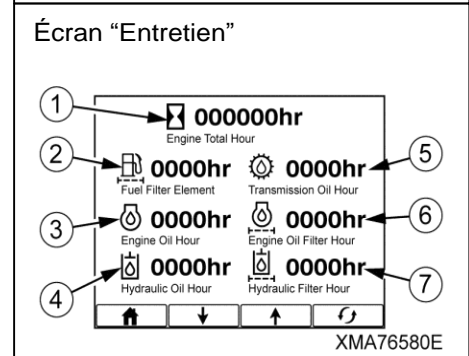 Écran “Entretien”
1
000000hr
Engine Total Hour
2
0000hr
Fuel Filter Element
5
0000hr
Transmission Oil Hour
3
0000hr
Engine Oil Hour
6
0000hr
Engine Oil Filter Hour
4
0000hr
Hydraulic Oil Hour
7
0000hr
Hydraulic Filter Hour
XMA76580E